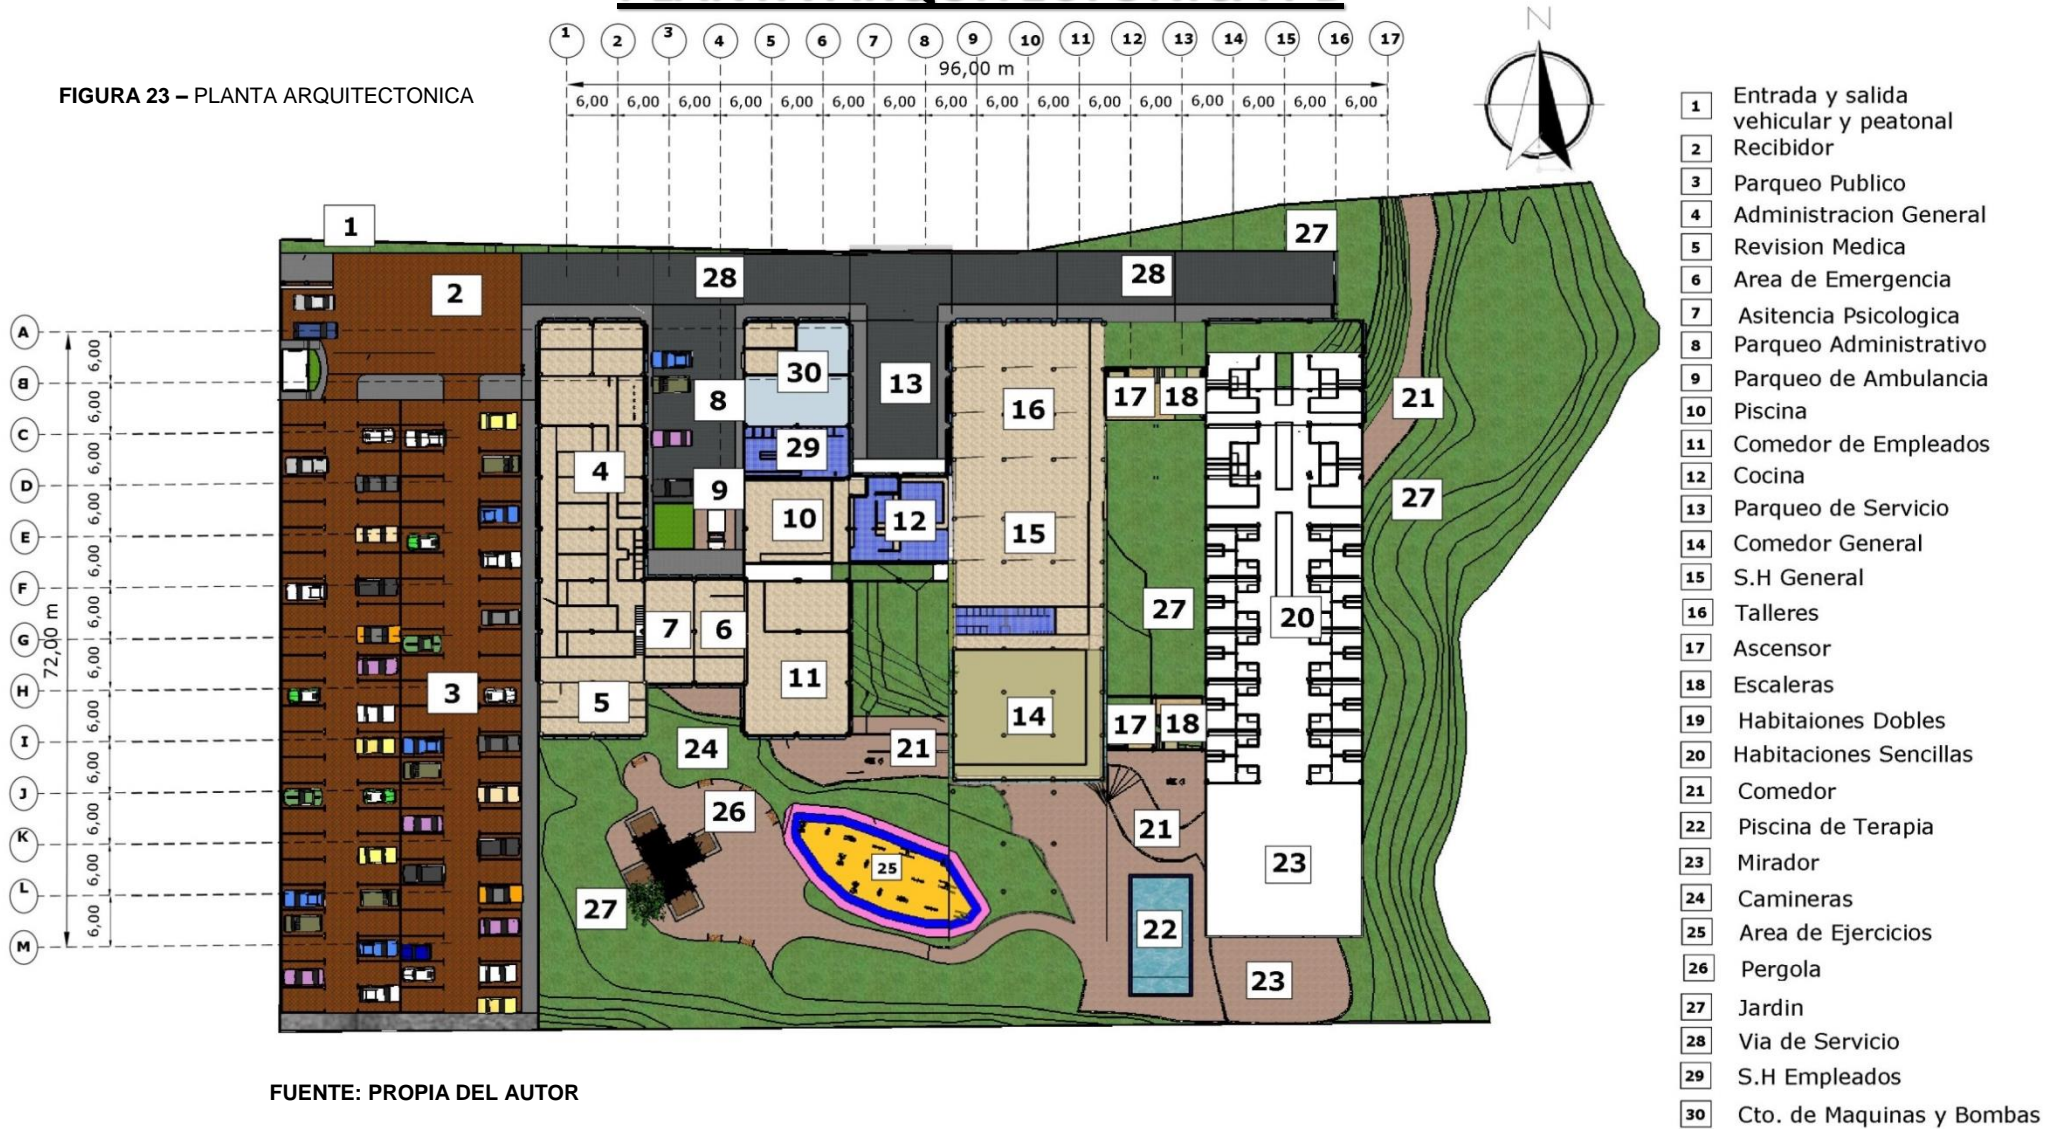 1 2 3 4 5 6 7 8 9 10 11 12 13 14 15 16 17
N
96,00 m
FIGURA 23 – PLANTA ARQUITECTONICA
6,00 6,00 6,00 6,00 6,00 6,00 6,00 6,00 6,00 6,00 6,00 6,00 6,00 6,00 6,00 6,00
A
B
C
D
E
F
G
H
I
J
K
L
M
6,00
6,00
6,00
6,00
6,00
6,00
6,00
6,00
6,00
6,00
6,00
6,00
72,00 m
1
27
28 28
2
30 13
17 18 21
8 16
29
4
9
27
10 12 15
27 20
7 6
3
11
5
14
17 18
24 21
26
21
25
23
27
22
23
1 Entrada y salida
vehicular y peatonal
2 Recibidor
3 Parqueo Publico
4 Administracion General
5 Revision Medica
6 Area de Emergencia
7 Asitencia Psicologica
8 Parqueo Administrativo
9 Parqueo de Ambulancia
10 Piscina
11 Comedor de Empleados
12 Cocina
13 Parqueo de Servicio
14 Comedor General
15 S.H General
16 Talleres
17 Ascensor
18 Escaleras
19 Habitaiones Dobles
20 Habitaciones Sencillas
21 Comedor
22 Piscina de Terapia
23 Mirador
24 Camineras
25 Area de Ejercicios
26 Pergola
27 Jardin
28 Via de Servicio
29 S.H Empleados
30 Cto. de Maquinas y Bombas
FUENTE: PROPIA DEL AUTOR